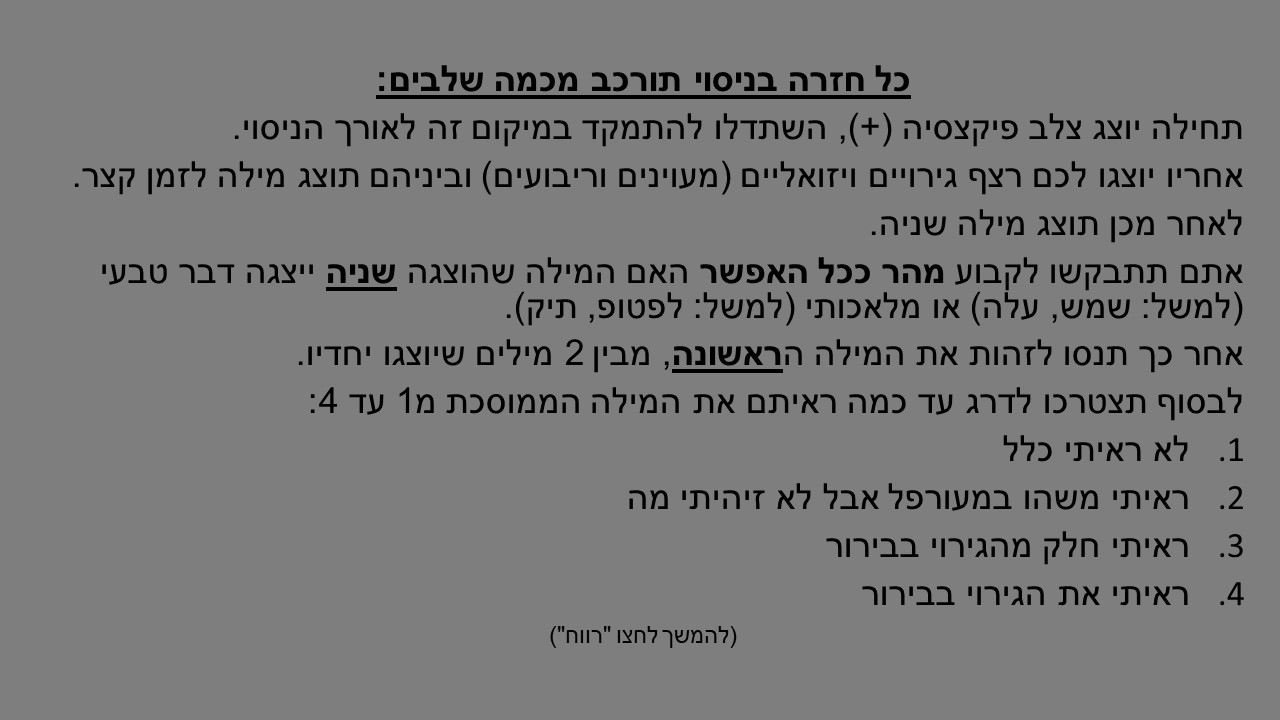 כל חזרה בניסוי תורכב מכמה שלבים:
תחילה יוצג צלב פיקצסיה (+), השתדלו להתמקד במיקום זה לאורך הניסוי.
אחריו יוצגו לכם רצף גירויים ויזואליים (מעוינים וריבועים) וביניהם תוצג מילה לזמן קצר.
לאחר מכן תוצג מילה שניה.
אתם תתבקשו לקבוע מהר ככל האפשר האם המילה שהוצגה שניה ייצגה דבר טבעי
(למשל: שמש, עלה) או מלאכותי (למשל: לפטופ, תיק).
אחר כך תנסו לזהות את המילה הראשונה, מבין 2 מילים שיוצגו יחדיו.
לבסוף תצטרכו לדרג עד כמה ראיתם את המילה הממוסכת מ1 עד 4:
1. לא ראיתי כלל
2. ראיתי משהו במעורפל אבל לא זיהיתי מה
3. ראיתי חלק מהגירוי בבירור
4. ראיתי את הגירוי בבירור
(להמשך לחצו "רווח")